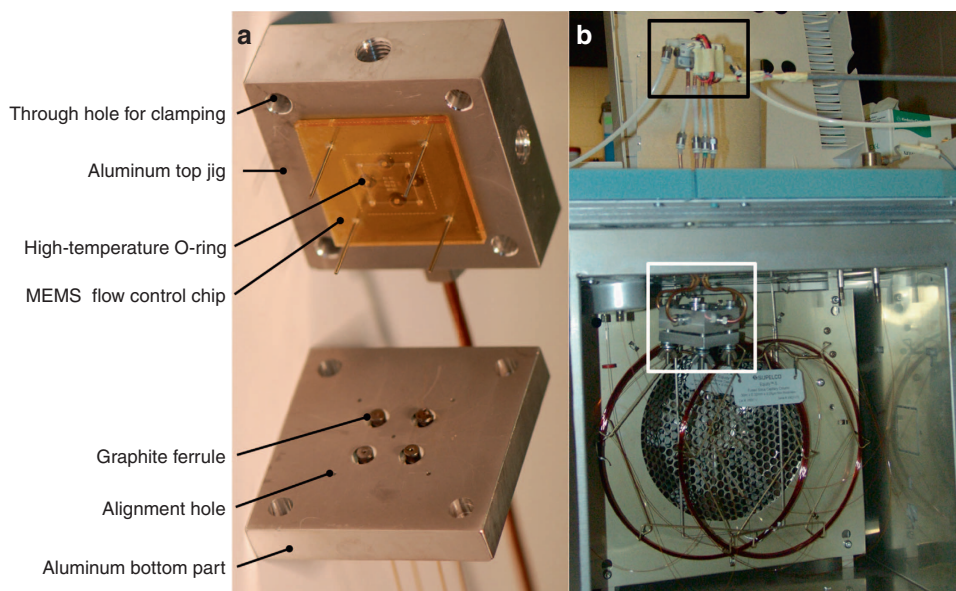 a
b
Through hole for clamping
Aluminum top jig
High-temperature O-ring
MEMS flow control chip
SUPELCO
Graphite ferrule
Alignment hole
Aluminum bottom part